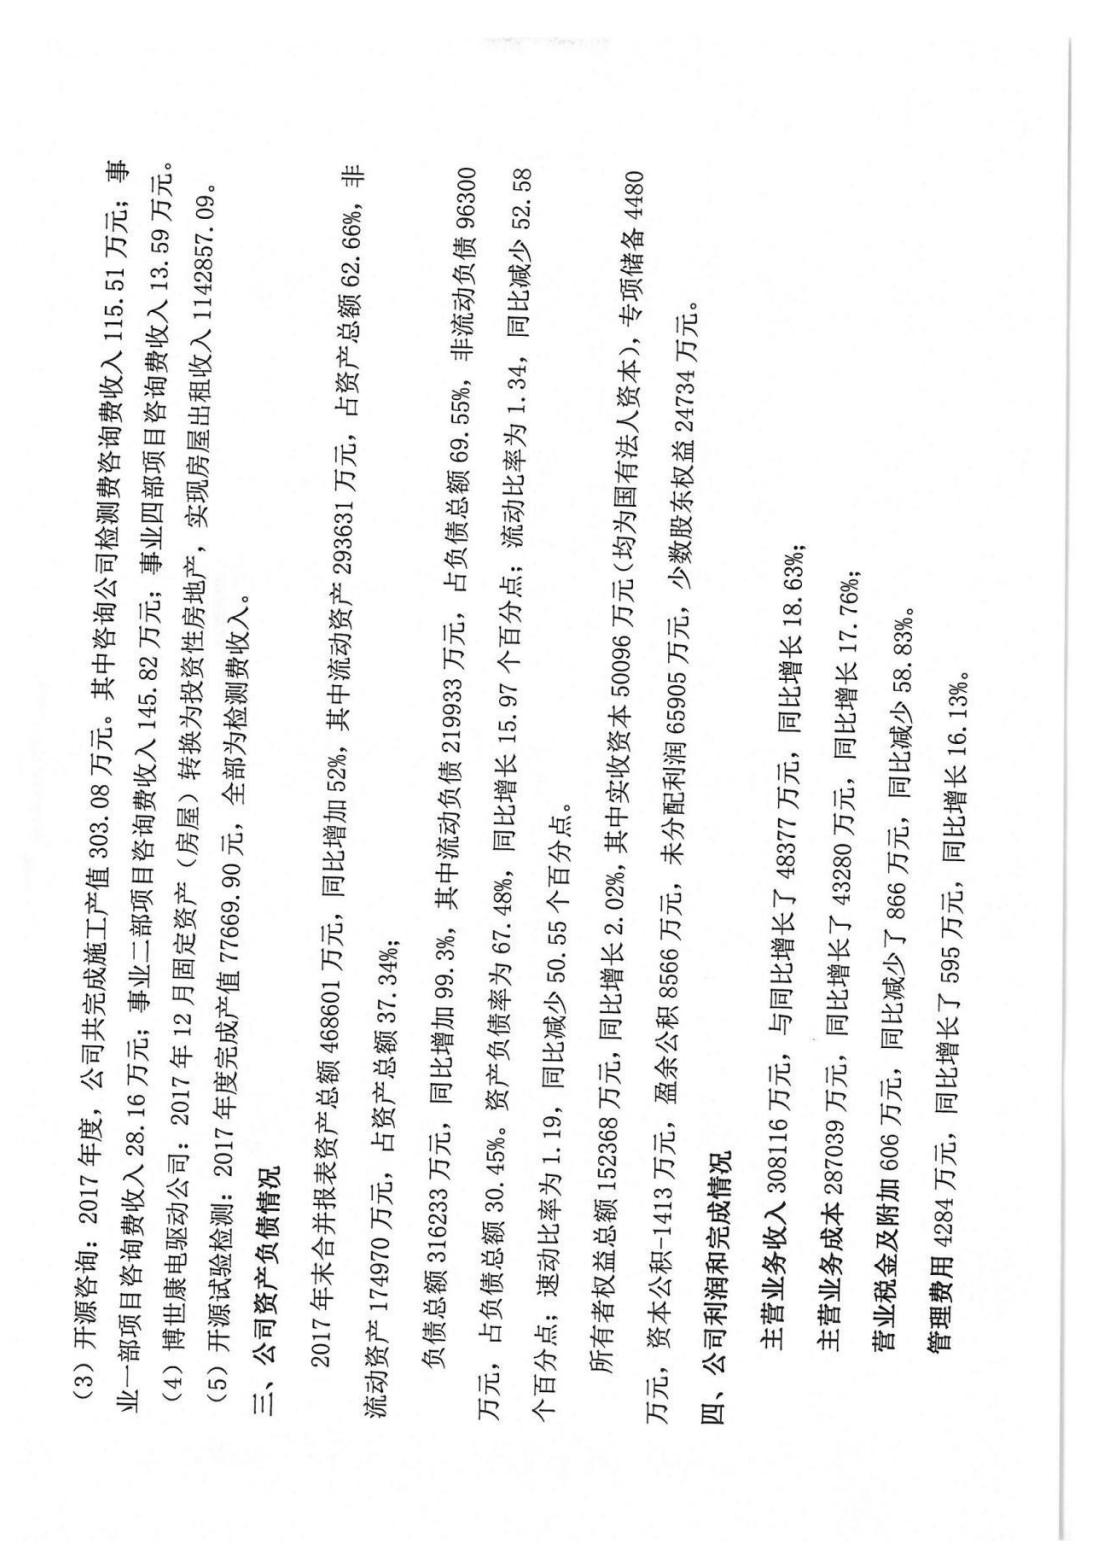 （3）开源咨询：2017 年度，公司共完成施工产值 303.08 万元。其中咨询公司检测费咨询费收入 115.51 万元；事
业一部项目咨询费收入 28.16 万元；事业二部项目咨询费收入 145.82 万元；事业四部项目咨询费收入 13.59 万元。
（4）博世康电驱动公司：2017 年 12 月固定资产（房屋）转换为投资性房地产，实现房屋出租收入 1142857.09。
（5）开源试验检测：2017 年度完成产值 77669.90 元，全部为检测费收入。
三、公司资产负债情况
2017 年末合并报表资产总额 468601 万元，同比增加 52%，其中流动资产 293631 万元，占资产总额 62.66%，非
流动资产 174970 万元，占资产总额 37.34%；
负债总额 316233 万元，同比增加 99.3%，其中流动负债 219933 万元，占负债总额 69.55%，非流动负债 96300
万元，占负债总额 30.45%。资产负债率为 67.48%，同比增长 15.97 个百分点；流动比率为 1.34，同比减少 52.58
个百分点；速动比率为 1.19，同比减少 50.55 个百分点。
所有者权益总额 152368 万元，同比增长 2.02%，其中实收资本 50096 万元（均为国有法人资本），专项储备 4480
万元，资本公积-1413 万元，盈余公积 8566 万元，未分配利润 65905 万元，少数股东权益 24734 万元。
四、公司利润和完成情况
主营业务收入 308116 万元，与同比增长了 48377 万元，同比增长 18.63%；
主营业务成本 287039 万元，同比增长了 43280 万元，同比增长 17.76%；
营业税金及附加 606 万元，同比减少了 866 万元，同比减少 58.83%。
管理费用 4284 万元，同比增长了 595 万元，同比增长 16.13%。